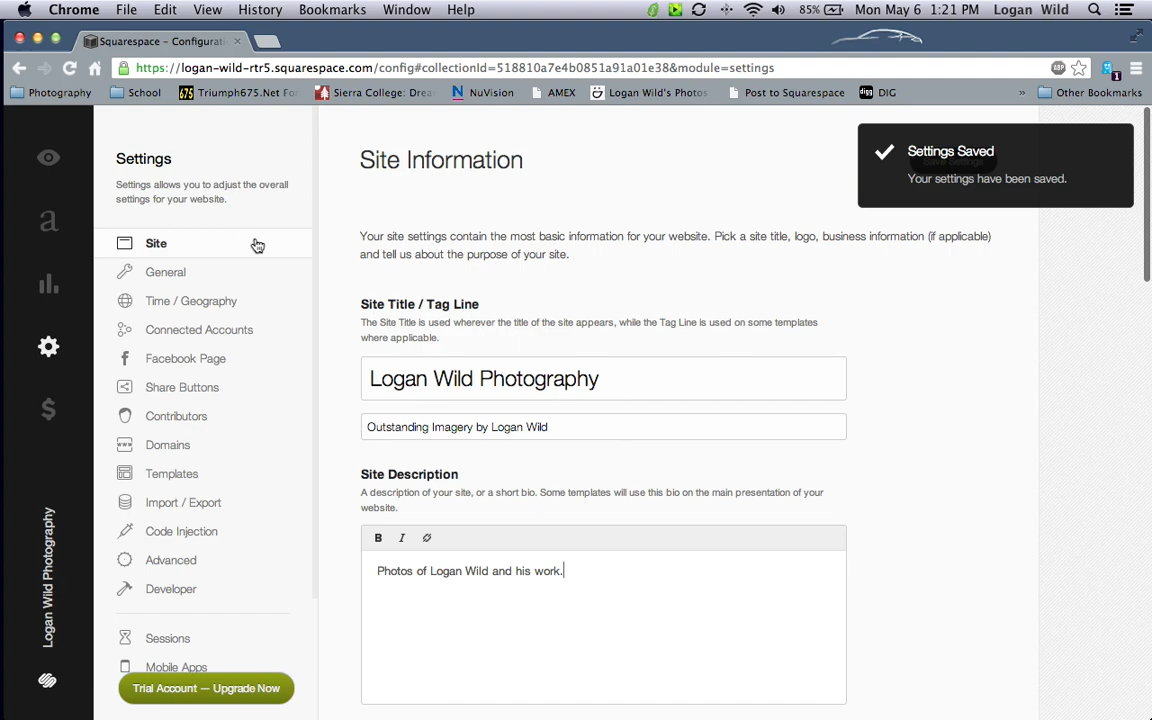 Chrome File Edit View History Bookmarks Window Help 85% Mon May 6 1:21 PM Logan Wild
Squarespace - Configurat
https://logan-wild-rtr5.squarespace.com/config#collectionId=518810a7e4b0851a91a01e38&module=settings ABP 1
Photography School 675 Triumph675.Net For Sierra College: Drea N NuVision AMEX Logan Wild's Photos Post to Squarespace digg DIG » Other Bookmarks
Settings
Settings allows you to adjust the overall
settings for your website.
Site
General
Time / Geography
Connected Accounts
Facebook Page
Share Buttons
Contributors
Domains
Templates
Import / Export
Code Injection
Advanced
Developer
Sessions
Mobile Apps
Trial Account — Upgrade Now
a
$
Logan Wild Photography
Site Information
Settings Saved
Your settings have been saved.
Your site settings contain the most basic information for your website. Pick a site title, logo, business information (if applicable)
and tell us about the purpose of your site.
Site Title / Tag Line
The Site Title is used wherever the title of the site appears, while the Tag Line is used on some templates
where applicable.
Logan Wild Photography
Outstanding Imagery by Logan Wild
Site Description
A description of your site, or a short bio. Some templates will use this bio on the main presentation of your
website.
B I
Photos of Logan Wild and his work.